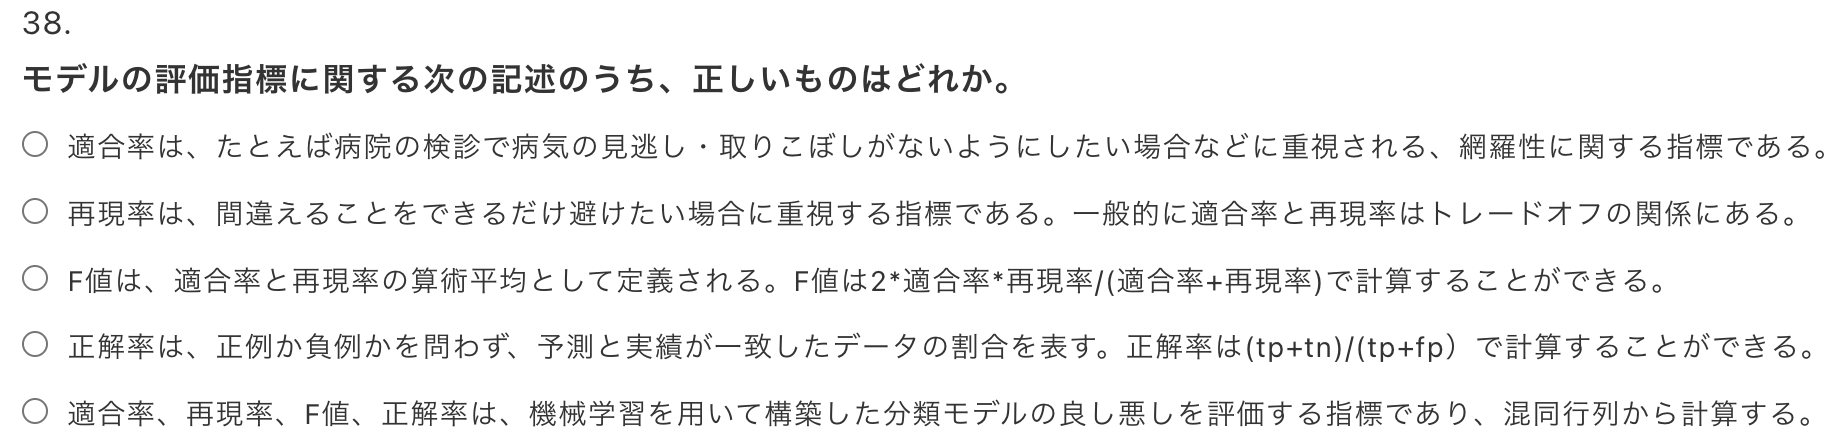 38.
モデルの評価指標に関する次の記述のうち、正しいものはどれか。
適合率は、たとえば病院の検診で病気の見逃し・取りこぼしがないようにしたい場合などに重視される、網羅性に関する指標である。
再現率は、間違えることをできるだけ避けたい場合に重視する指標である。一般的に適合率と再現率はトレードオフの関係にある。
F値は、適合率と再現率の算術平均として定義される。F値は2*適合率*再現率/(適合率+再現率)で計算することができる。
正解率は、正例か負例かを問わず、予測と実績が一致したデータの割合を表す。正解率は(tp+tn)/(tp+fp）で計算することができる。
適合率、再現率、F値、正解率は、機械学習を用いて構築した分類モデルの良し悪しを評価する指標であり、混同行列から計算する。